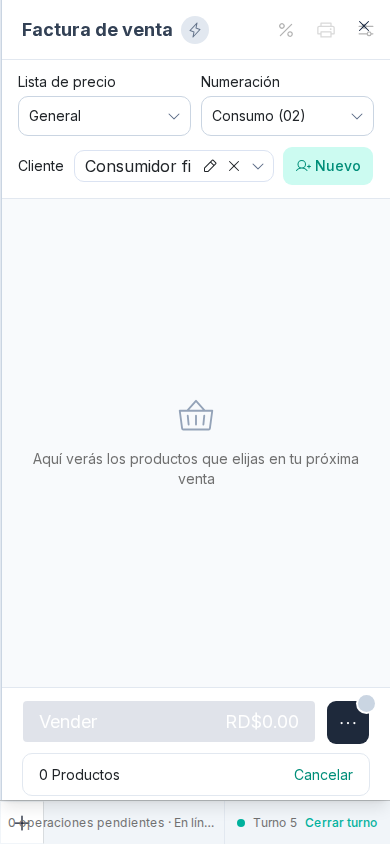 Factura de venta
Lista de precio
Numeración
General
Consumo (02)
Cliente
Consumidor fi
Nuevo
Aquí verás los productos que elijas en tu próxima
venta
Vender
RD$0.00
0 Productos
Cancelar
0 operaciones pendientes · En lín...
Turno 5
Cerrar turno